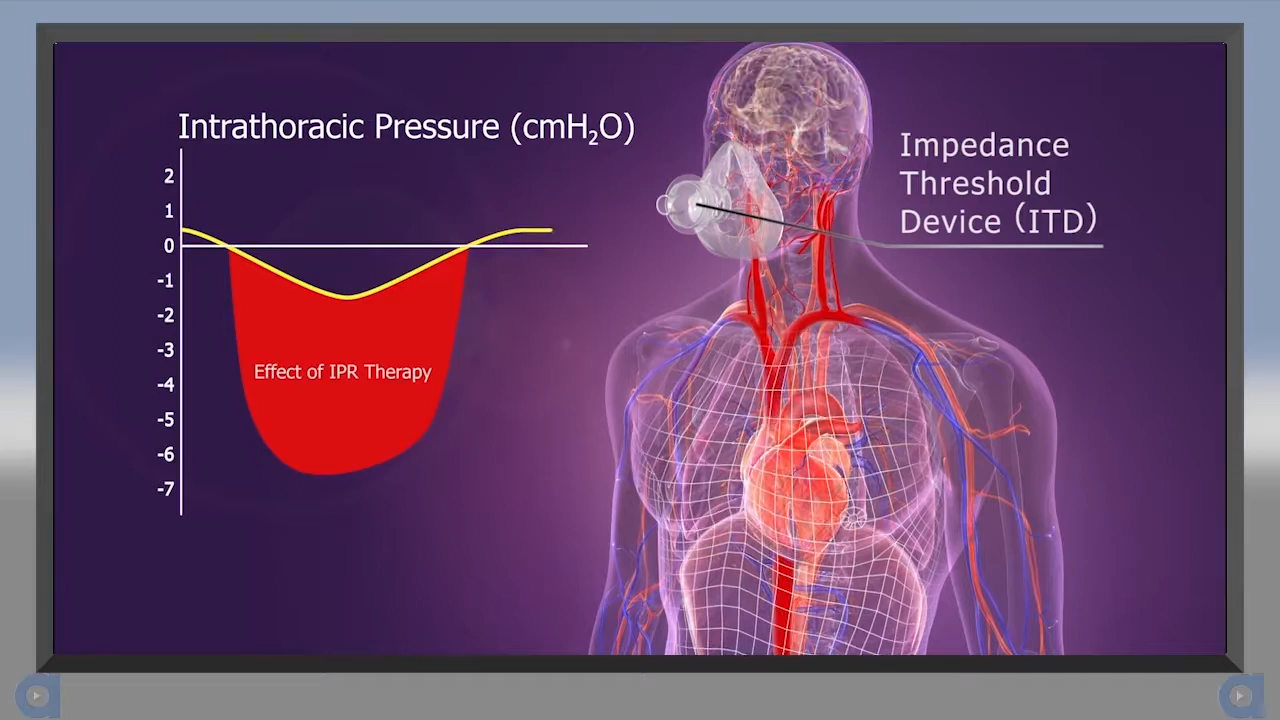 Intrathoracic Pressure (cmH₂O)
2
1
0
-1
-2
-3
-4
-5
-6
-7
Effect of IPR Therapy
Impedance
Threshold
Device (ITD)
a
a